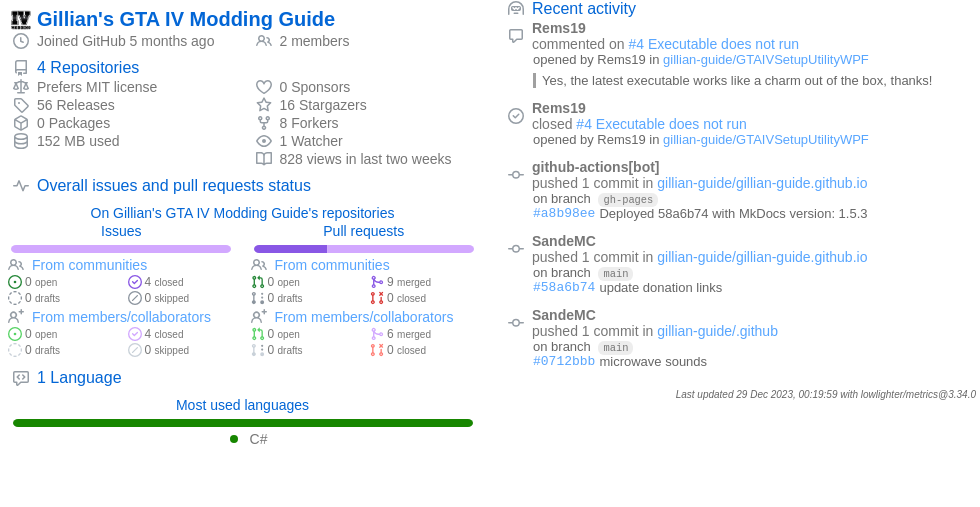 Gillian's GTA IV Modding Guide
Joined GitHub 5 months ago
2 members
4 Repositories
Prefers MIT license
56 Releases
0 Packages
152 MB used
0 Sponsors
16 Stargazers
8 Forkers
1 Watcher
828 views in last two weeks
Overall issues and pull requests status
On Gillian's GTA IV Modding Guide's repositories
Issues
From communities
0 open
4 closed
0 drafts
0 skipped
From members/collaborators
0 open
4 closed
0 drafts
0 skipped
Pull requests
From communities
0 open
9 merged
0 drafts
0 closed
From members/collaborators
0 open
6 merged
0 drafts
0 closed
1 Language
Most used languages
C#
Recent activity
Rems19
commented on #4 Executable does not run
opened by Rems19 in gillian-guide/GTAIVSetupUtilityWPF
Yes, the latest executable works like a charm out of the box, thanks!
Rems19
closed #4 Executable does not run
opened by Rems19 in gillian-guide/GTAIVSetupUtilityWPF
github-actions[bot]
pushed 1 commit in gillian-guide/gillian-guide.github.io
on branch gh-pages
#a8b98ee Deployed 58a6b74 with MkDocs version: 1.5.3
SandeMC
pushed 1 commit in gillian-guide/gillian-guide.github.io
on branch main
#58a6b74 update donation links
SandeMC
pushed 1 commit in gillian-guide/.github
on branch main
#0712bbb microwave sounds
Last updated 29 Dec 2023, 00:19:59 with lowlighter/metrics@3.34.0